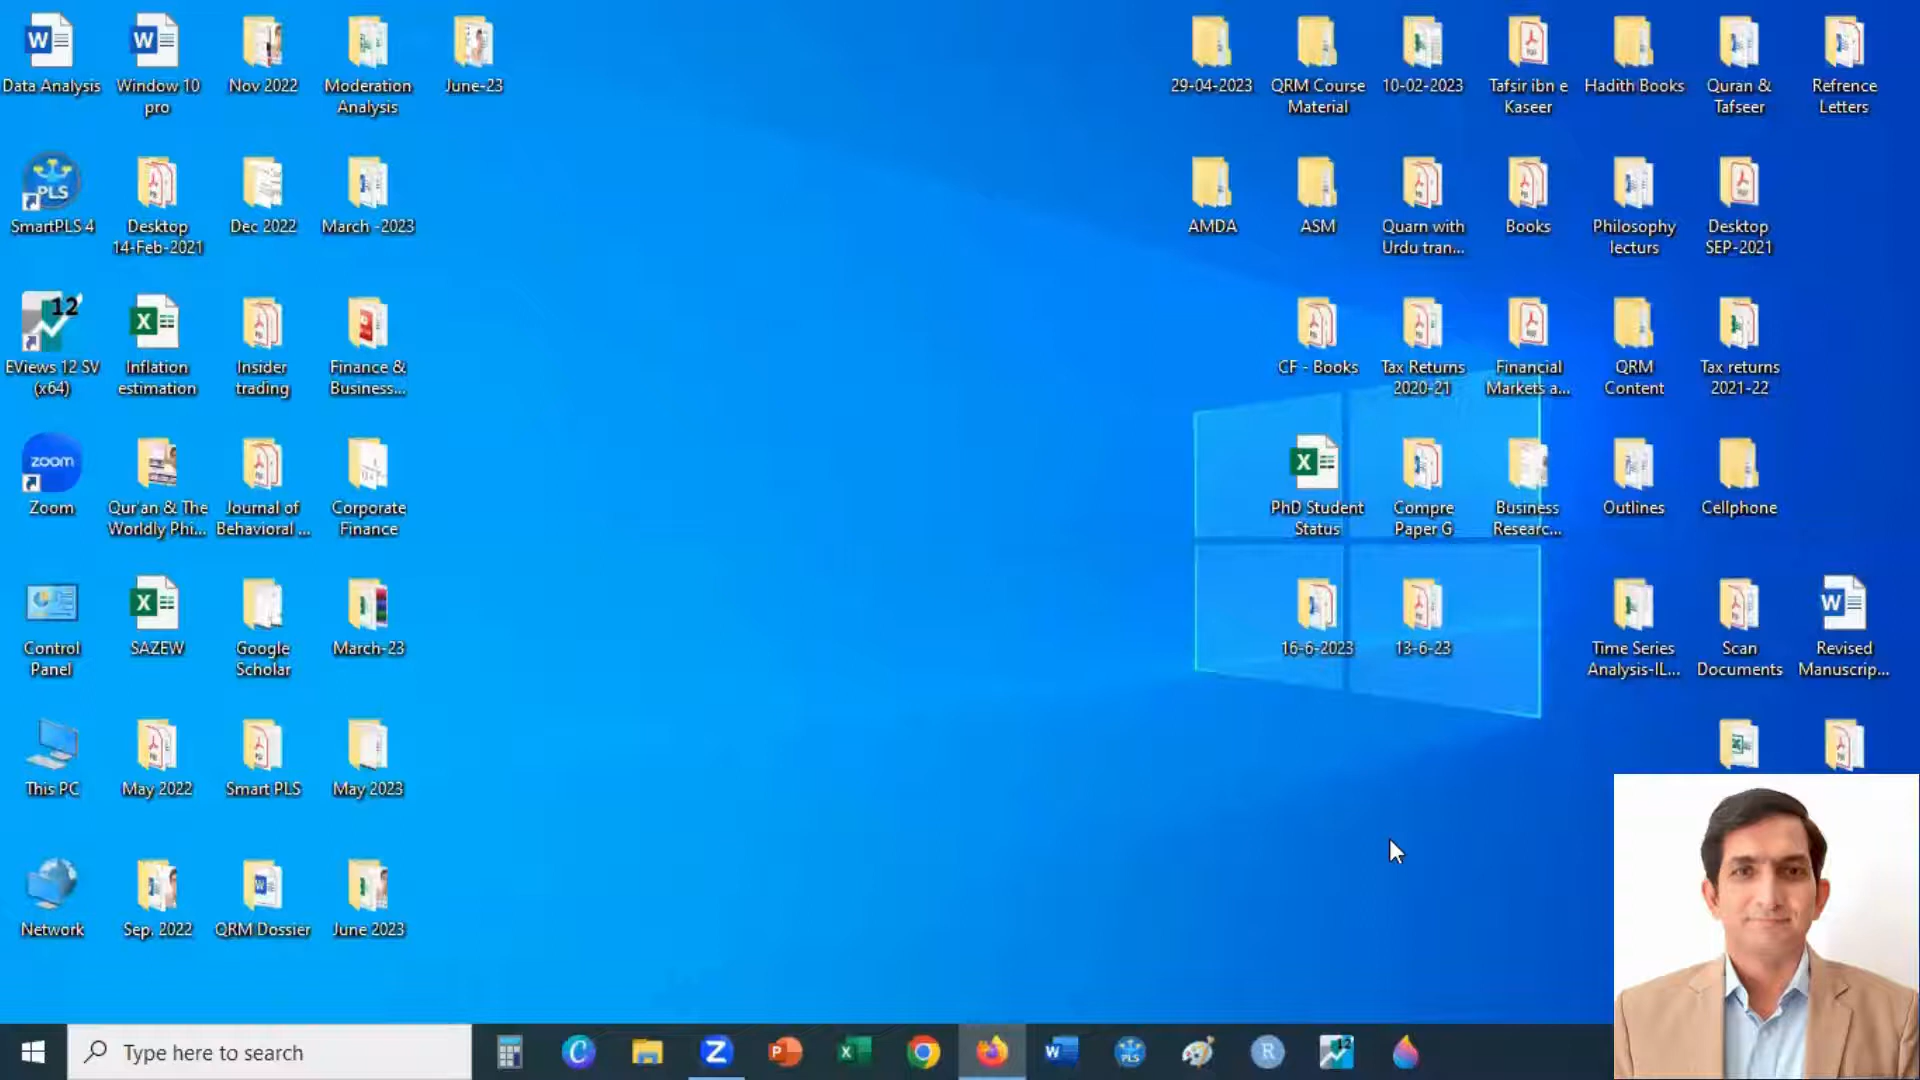 Data Analysis
Window 10
pro
Nov 2022
Moderation
Analysis
June-23
29-04-2023
QRM Course
Material
10-02-2023
Tafsir ibn e
Kaseer
Hadith Books
Quran &
Tafseer
Refrence
Letters
PLS
SmartPLS 4
Desktop
14-Feb-2021
Dec 2022
March -2023
AMDA
ASM
Quarn with
Urdu tran...
Books
Philosophy
lecturs
Desktop
SEP-2021
12
EViews 12 SV
(x64)
Inflation
estimation
Insider
trading
Finance &
Business...
CF - Books
Tax Returns
2020-21
Financial
Markets a...
QRM
Content
Tax returns
2021-22
zoom
Zoom
Qur'an & The
Worldly Phi...
Journal of
Behavioral ...
Corporate
Finance
PhD Student
Status
Compre
Paper G
Business
Researc...
Outlines
Cellphone
Control
Panel
SAZEW
Google
Scholar
March-23
16-6-2023
13-6-23
Time Series
Analysis-IL...
Scan
Documents
Revised
Manuscrip...
This PC
May 2022
Smart PLS
May 2023
Network
Sep. 2022
QRM Dossier
June 2023
Type here to search